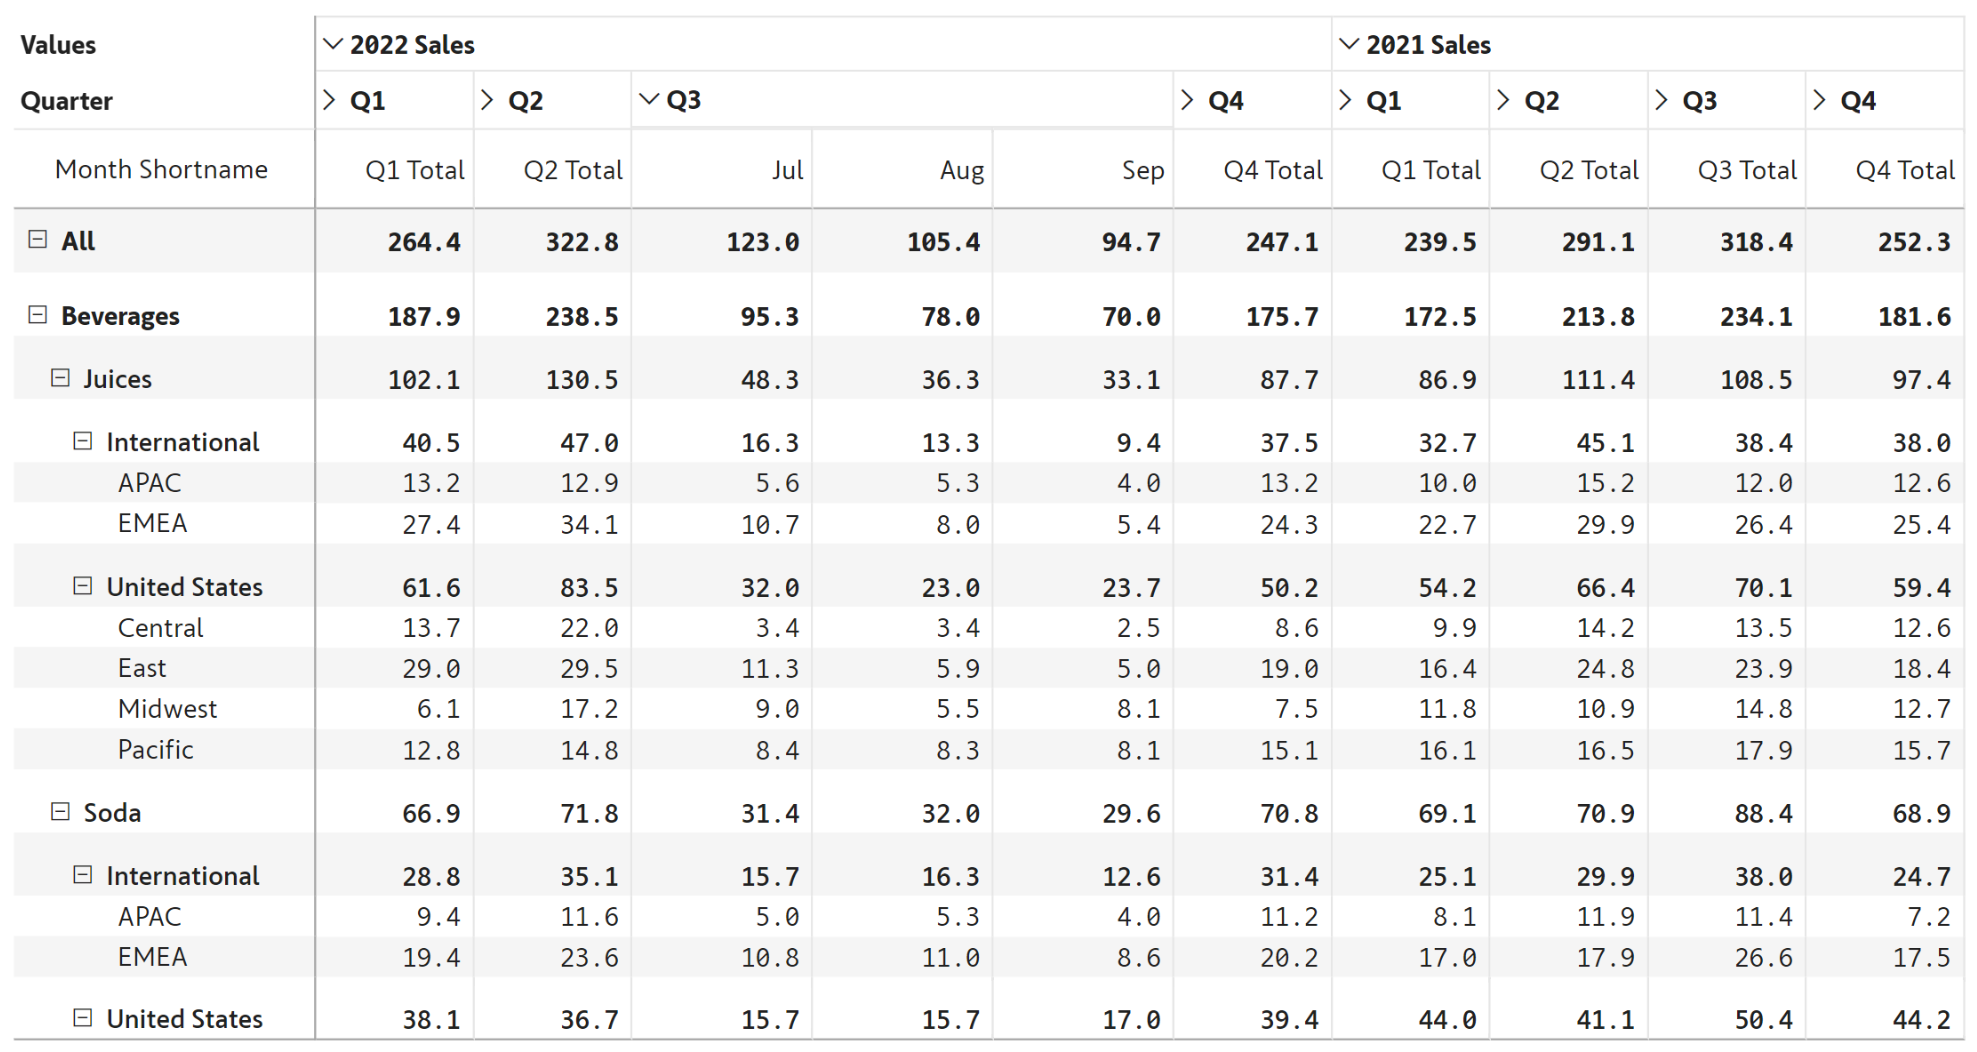 Values 2022 Sales 2021 Sales
Quarter Q1 Q2 Q3 Q4 Q1 Q2 Q3 Q4
Month Shortname Q1 Total Q2 Total Jul Aug Sep Q4 Total Q1 Total Q2 Total Q3 Total Q4 Total
All 264.4 322.8 123.0 105.4 94.7 247.1 239.5 291.1 318.4 252.3
Beverages 187.9 238.5 95.3 78.0 70.0 175.7 172.5 213.8 234.1 181.6
Juices 102.1 130.5 48.3 36.3 33.1 87.7 86.9 111.4 108.5 97.4
International 40.5 47.0 16.3 13.3 9.4 37.5 32.7 45.1 38.4 38.0
APAC 13.2 12.9 5.6 5.3 4.0 13.2 10.0 15.2 12.0 12.6
EMEA 27.4 34.1 10.7 8.0 5.4 24.3 22.7 29.9 26.4 25.4
United States 61.6 83.5 32.0 23.0 23.7 50.2 54.2 66.4 70.1 59.4
Central 13.7 22.0 3.4 3.4 2.5 8.6 9.9 14.2 13.5 12.6
East 29.0 29.5 11.3 5.9 5.0 19.0 16.4 24.8 23.9 18.4
Midwest 6.1 17.2 9.0 5.5 8.1 7.5 11.8 10.9 14.8 12.7
Pacific 12.8 14.8 8.4 8.3 8.1 15.1 16.1 16.5 17.9 15.7
Soda 66.9 71.8 31.4 32.0 29.6 70.8 69.1 70.9 88.4 68.9
International 28.8 35.1 15.7 16.3 12.6 31.4 25.1 29.9 38.0 24.7
APAC 9.4 11.6 5.0 5.3 4.0 11.2 8.1 11.9 11.4 7.2
EMEA 19.4 23.6 10.8 11.0 8.6 20.2 17.0 17.9 26.6 17.5
United States 38.1 36.7 15.7 15.7 17.0 39.4 44.0 41.1 50.4 44.2